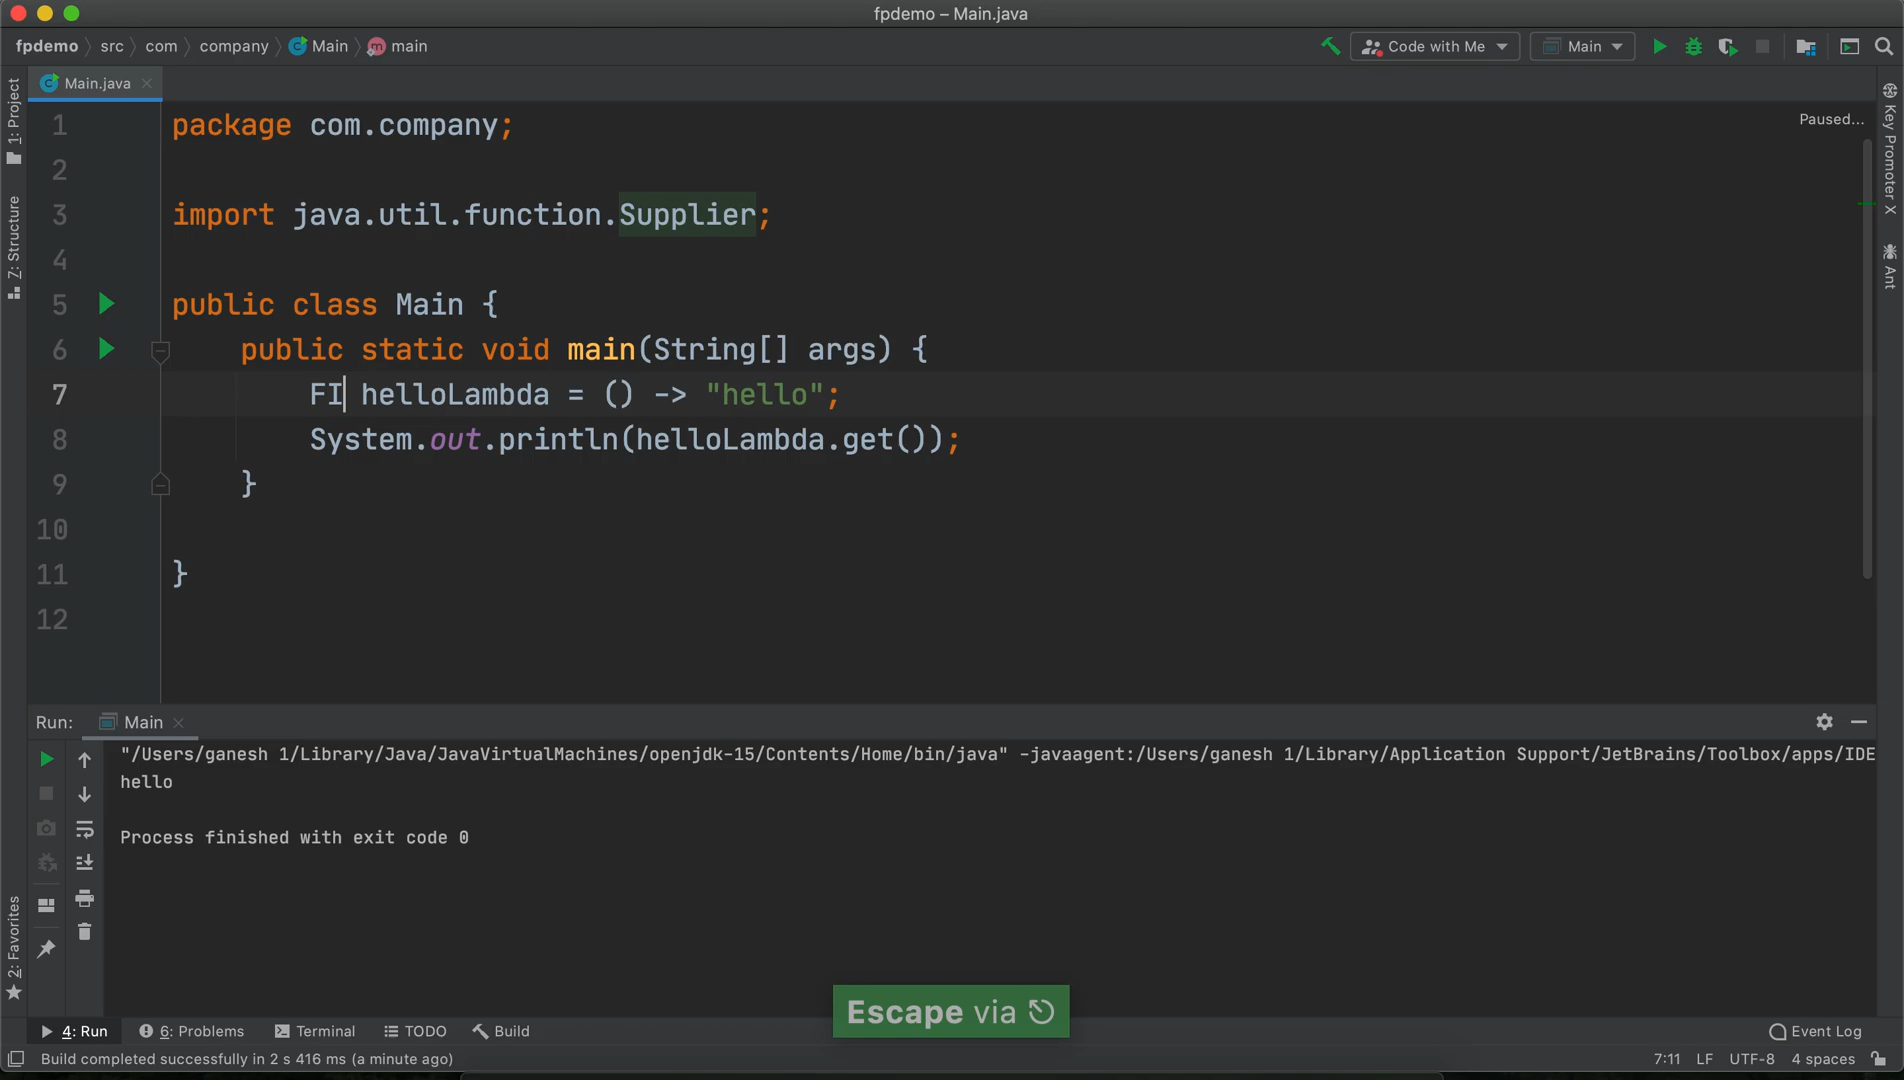 fpdemo – Main.java
fpdemo src com company Main main
Code with Me Main
Main.java
1: Project
7: Structure
2: Favorites
Key Promoter X
Ant
Paused...
1 package com.company;
2
3 import java.util.function.Supplier;
4
5 public class Main {
6 public static void main(String[] args) {
7 FI helloLambda = () -> "hello";
8 System.out.println(helloLambda.get());
9 }
10
11 }
12
Run: Main
"/Users/ganesh 1/Library/Java/JavaVirtualMachines/openjdk-15/Contents/Home/bin/java" -javaagent:/Users/ganesh 1/Library/Application Support/JetBrains/Toolbox/apps/IDE
hello
Process finished with exit code 0
Escape via
4: Run 6: Problems Terminal TODO Build Event Log
Build completed successfully in 2 s 416 ms (a minute ago) 7:11 LF UTF-8 4 spaces